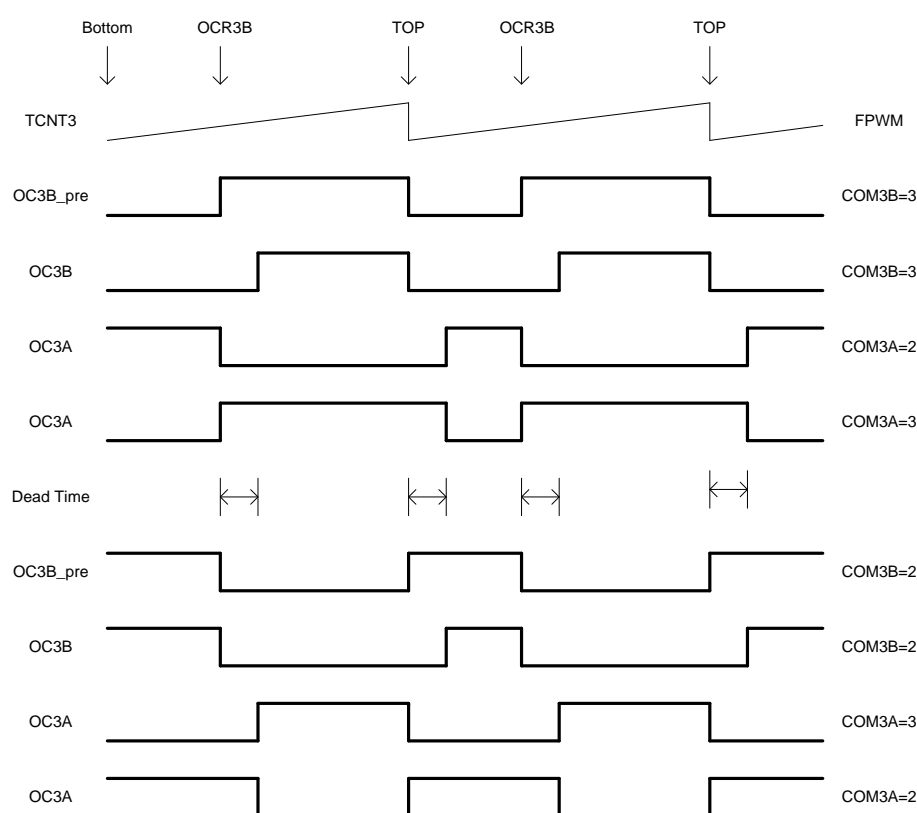 Bottom OCR3B TOP OCR3B TOP
TCNT3 FPWM
OC3B_pre COM3B=3
OC3B COM3B=3
OC3A COM3A=2
OC3A COM3A=3
Dead Time
OC3B_pre COM3B=2
OC3B COM3B=2
OC3A COM3A=3
OC3A COM3A=2